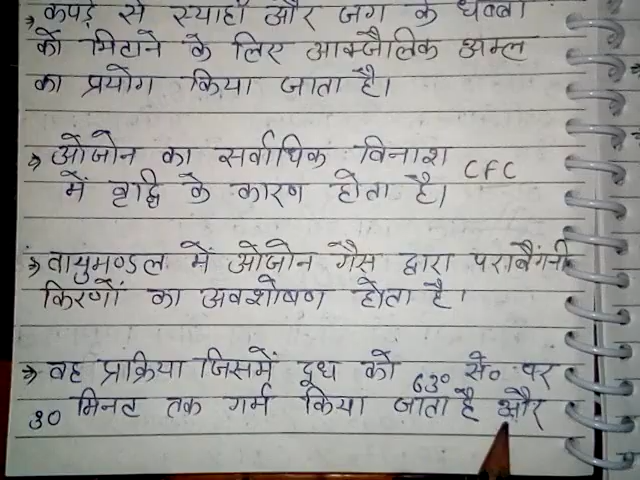 → कपड़े से स्याही और जंग के धब्बों
को मिटाने के लिए आक्जैलिक अम्ल
का प्रयोग किया जाता है।
→ ओजोन का सर्वाधिक विनाश CFC
में वृद्धि के कारण होता है।
→ वायुमण्डल में ओजोन गैस द्वारा पराबैंगनी
किरणों का अवशोषण होता है।
→ वह प्रक्रिया जिसमें दूध को 63° से० पर
30 मिनट तक गर्म किया जाता है और